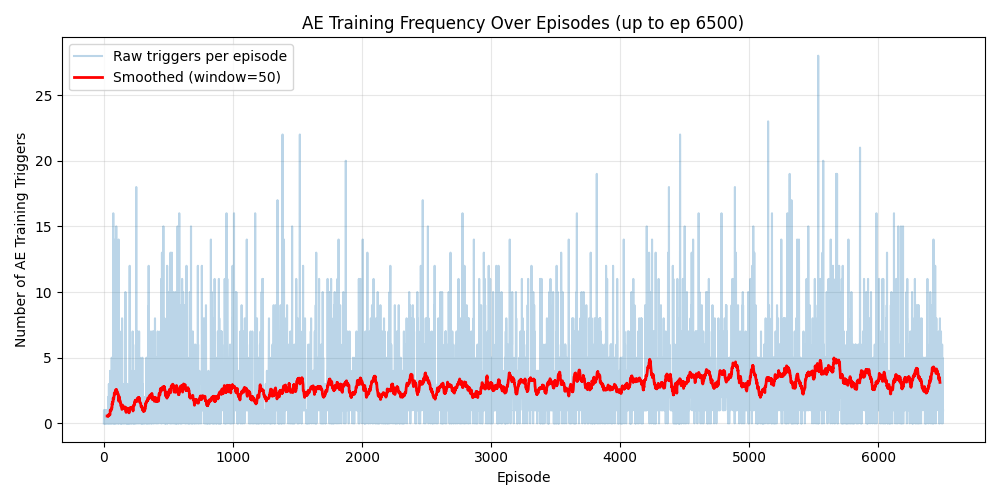 AE Training Frequency Over Episodes (up to ep 6500)
Raw triggers per episode
Smoothed (window=50)
Number of AE Training Triggers
25
20
15
10
5
0
0 1000 2000 3000 4000 5000 6000
Episode